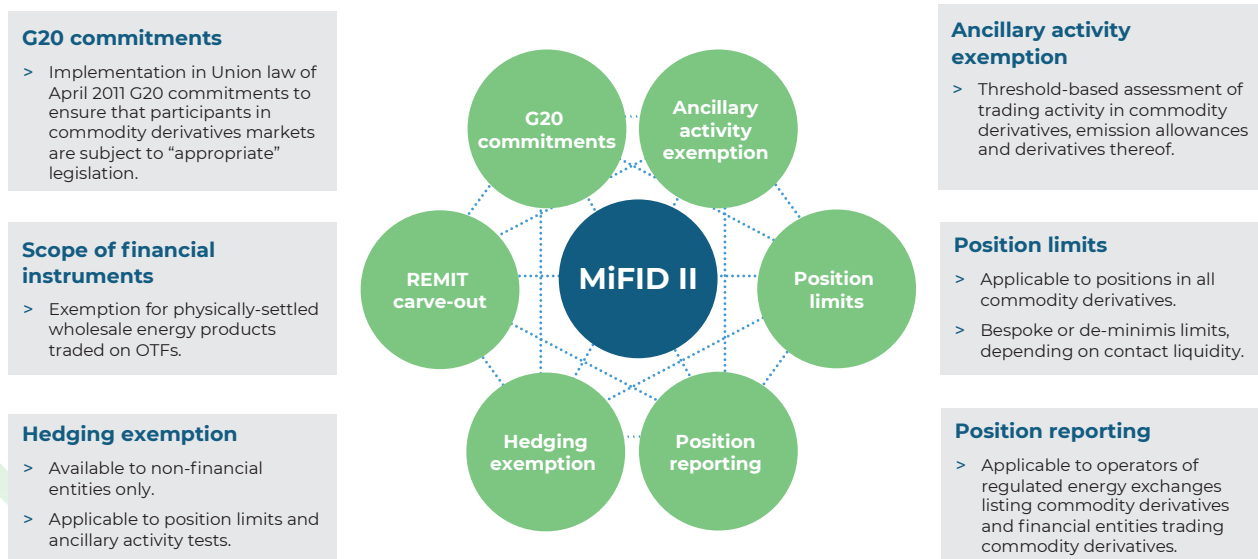 G20 commitments
> Implementation in Union law of
April 2011 G20 commitments to
ensure that participants in
commodity derivatives markets
are subject to “appropriate”
legislation.
Scope of financial
instruments
> Exemption for physically-settled
wholesale energy products
traded on OTFs.
Hedging exemption
> Available to non-financial
entities only.
> Applicable to position limits and
ancillary activity tests.
G20
commitments
Ancillary
activity
exemption
REMIT
carve-out
MiFID II
Position
limits
Hedging
exemption
Position
reporting
Ancillary activity
exemption
> Threshold-based assessment of
trading activity in commodity
derivatives, emission allowances
and derivatives thereof.
Position limits
> Applicable to positions in all
commodity derivatives.
> Bespoke or de-minimis limits,
depending on contact liquidity.
Position reporting
> Applicable to operators of
regulated energy exchanges
listing commodity derivatives
and financial entities trading
commodity derivatives.